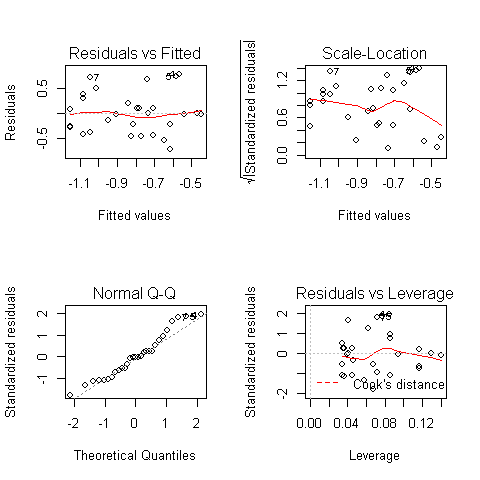 Residuals vs Fitted
Residuals
0.5
-0.5
-1.1 -0.9 -0.7 -0.5
Fitted values
7
Scale-Location
√|Standardized residuals|
1.2
0.6
0.0
-1.1 -0.9 -0.7 -0.5
Fitted values
7
Normal Q-Q
Standardized residuals
2
1
0
-1
-2 -1 0 1 2
Theoretical Quantiles
7
4
Residuals vs Leverage
Standardized residuals
2
0
-2
0.00 0.04 0.08 0.12
Leverage
Cook's distance